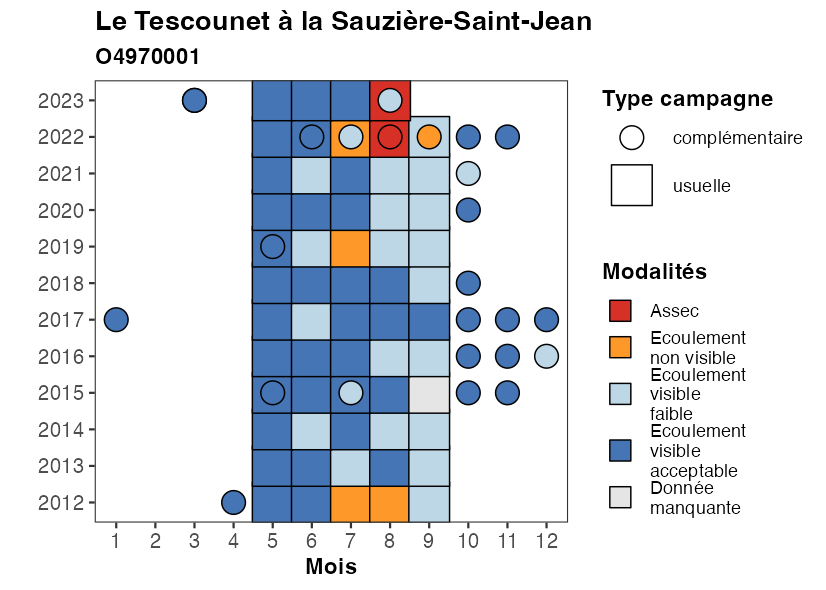 Le Tescounet à la Sauzière-Saint-Jean
O4970001
2023
2022
2021
2020
2019
2018
2017
2016
2015
2014
2013
2012
1 2 3 4 5 6 7 8 9 10 11 12
Mois
Type campagne
complémentaire
usuelle
Modalités
Assec
Ecoulement
non visible
Ecoulement
visible
faible
Ecoulement
visible
acceptable
Donnée
manquante